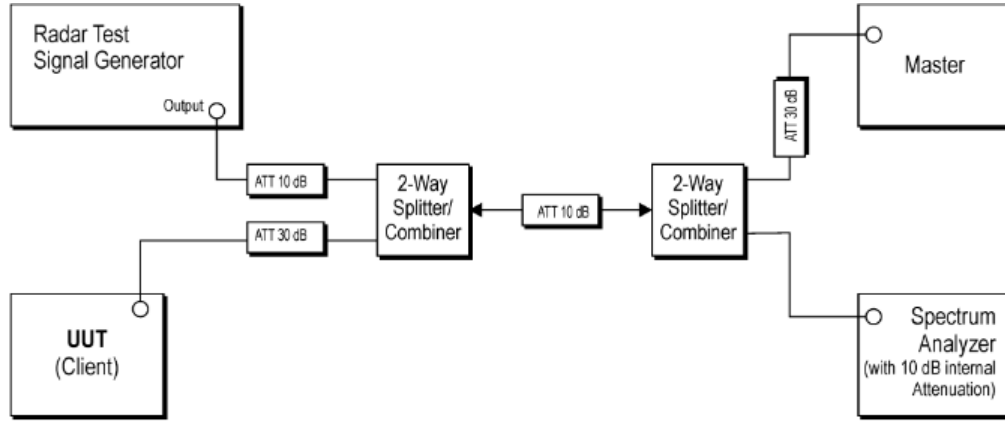 Radar Test
Signal Generator
Output
ATT 10 dB
ATT 30 dB
2-Way
Splitter/
Combiner
ATT 10 dB
2-Way
Splitter/
Combiner
ATT 30 dB
Master
UUT
(Client)
Spectrum
Analyzer
(with 10 dB internal
Attenuation)